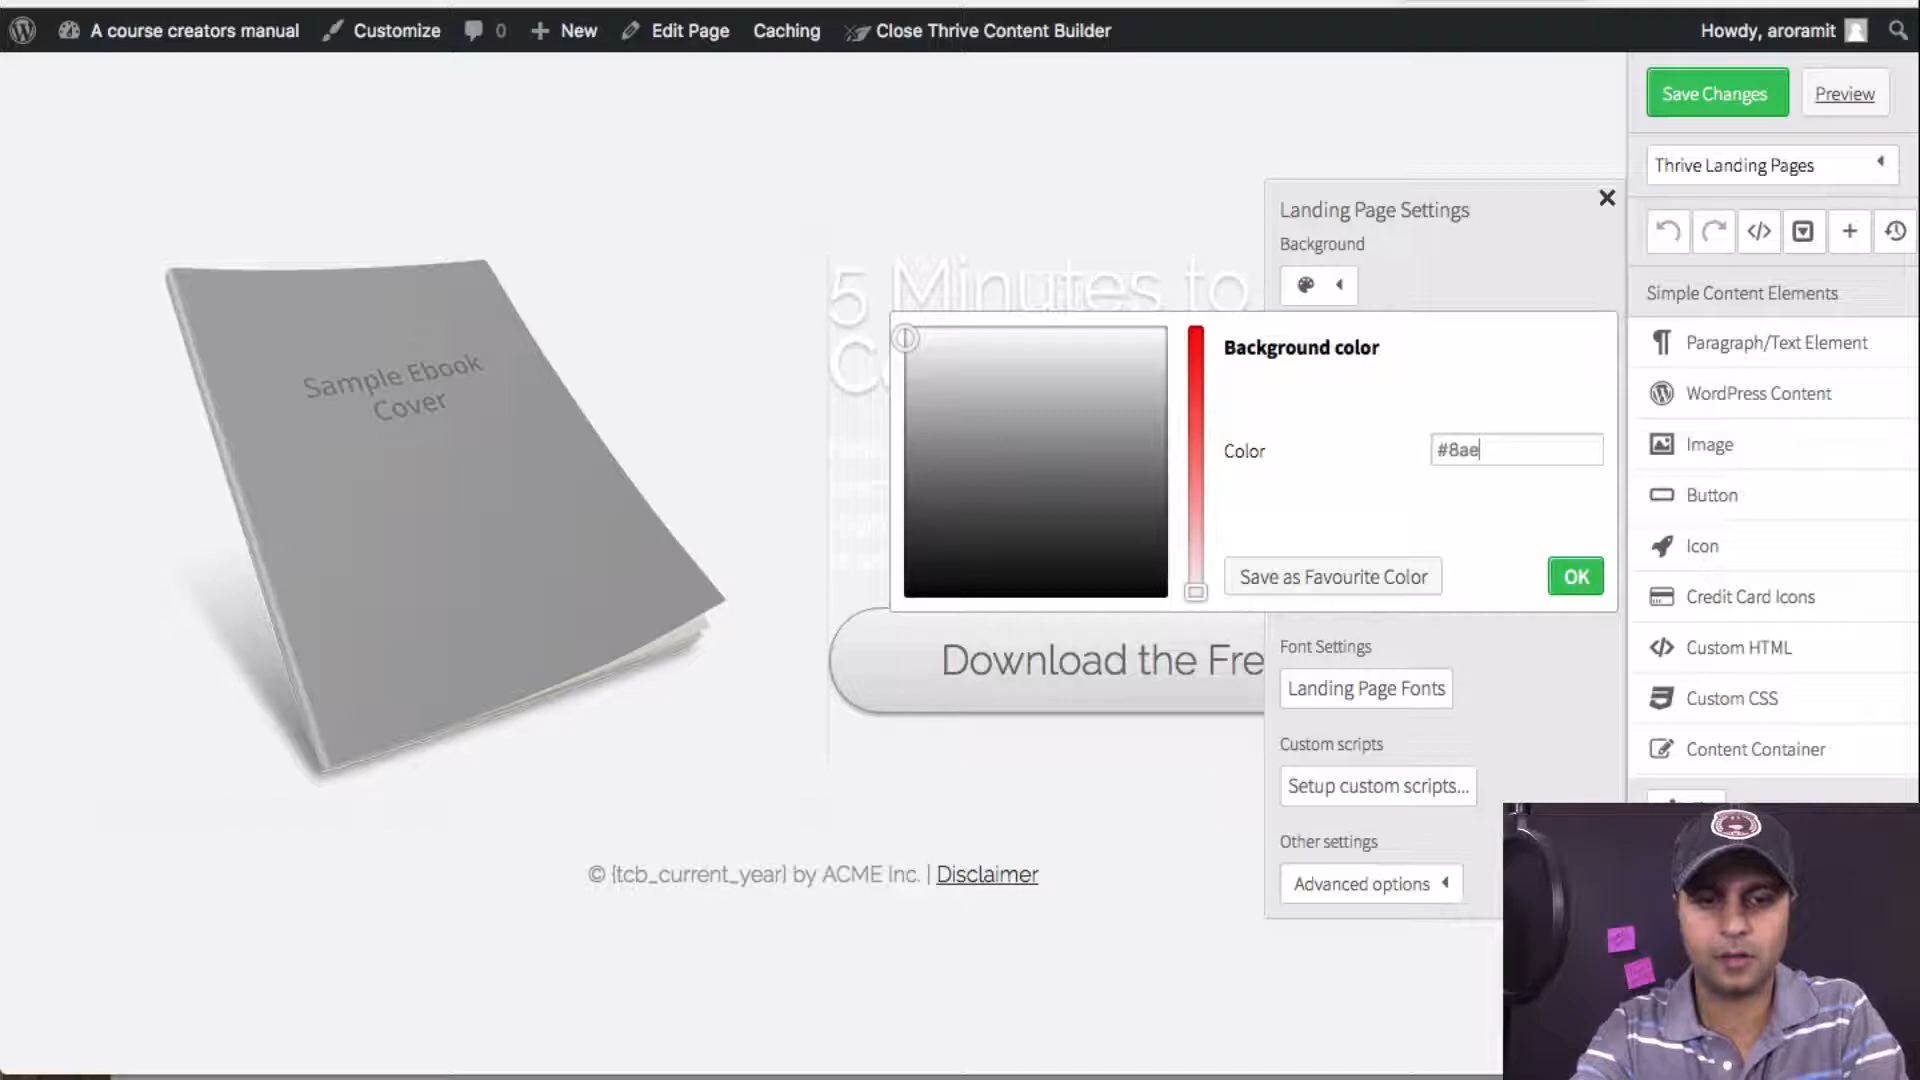 A course creators manual
Customize
0
New
Edit Page
Caching
Close Thrive Content Builder
Howdy, aroramit
Save Changes
Preview
Thrive Landing Pages
Simple Content Elements
Paragraph/Text Element
WordPress Content
Image
Button
Icon
Credit Card Icons
Custom HTML
Custom CSS
Content Container
Landing Page Settings
Background
Background color
Color
#8ae
Save as Favourite Color
OK
Font Settings
Landing Page Fonts
Custom scripts
Setup custom scripts...
Other settings
Advanced options
Sample Ebook
Cover
5 Minutes to
Download the Fre
© {tcb_current_year} by ACME Inc. | Disclaimer